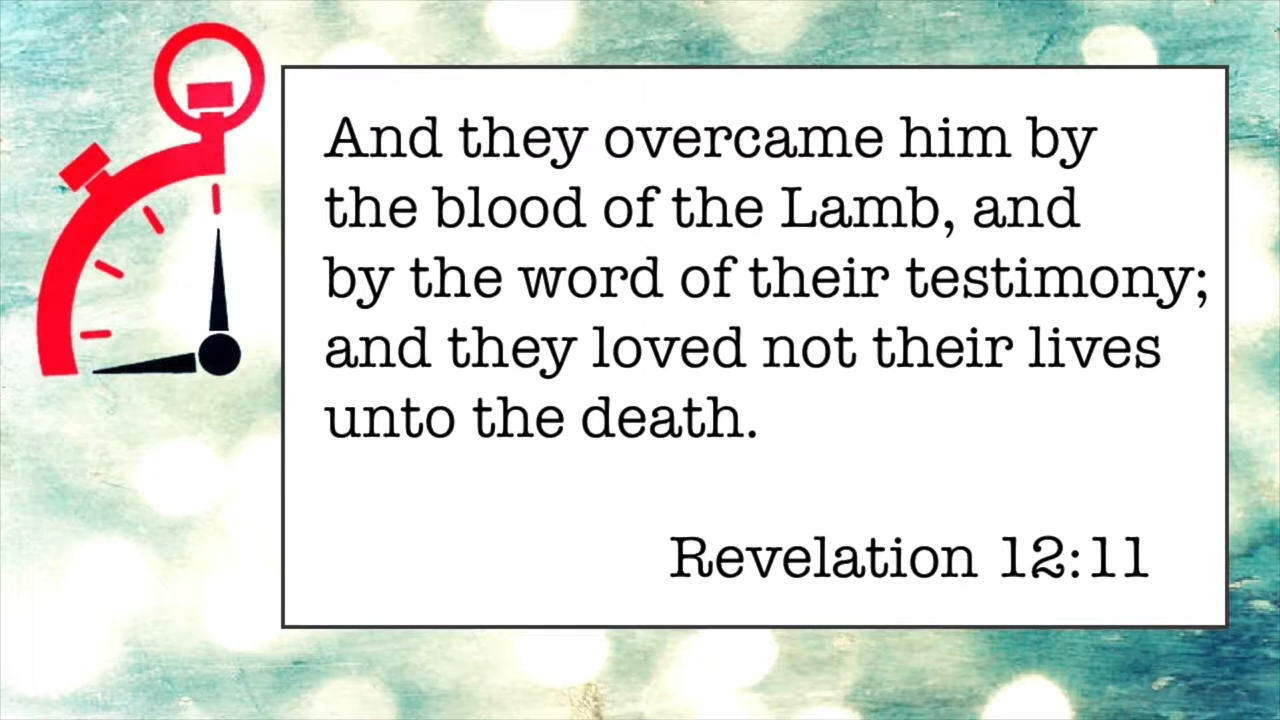 And they overcame him by
the blood of the Lamb, and
by the word of their testimony;
and they loved not their lives
unto the death.
Revelation 12:11